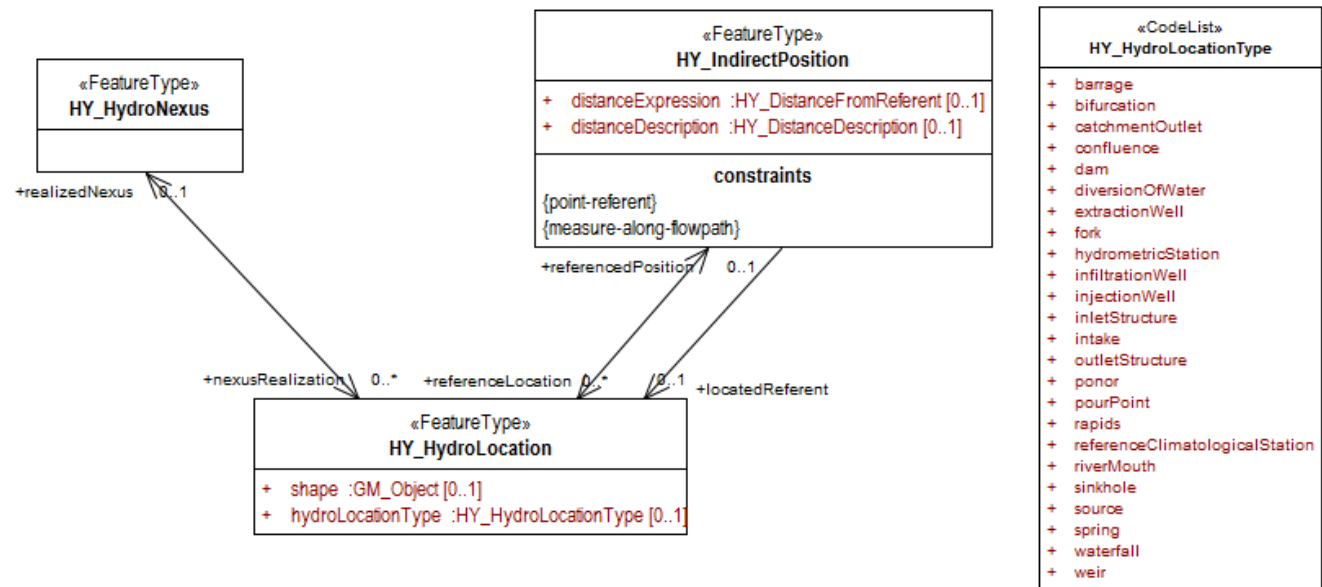 «FeatureType»
HY_HydroNexus
+realizedNexus 0..1
«FeatureType»
HY_IndirectPosition
+ distanceExpression :HY_DistanceFromReferent [0..1]
+ distanceDescription :HY_DistanceDescription [0..1]
constraints
{point-referent}
{measure-along-flowpath}
+referencedPosition 0..1
+nexusRealization 0..*
+referenceLocation 0..*
0..1 +locatedReferent
«FeatureType»
HY_HydroLocation
+ shape :GM_Object [0..1]
+ hydroLocationType :HY_HydroLocationType [0..1]
«CodeList»
HY_HydroLocationType
+ barrage
+ bifurcation
+ catchmentOutlet
+ confluence
+ dam
+ diversionOfWater
+ extractionWell
+ fork
+ hydrometricStation
+ infiltrationWell
+ injectionWell
+ inletStructure
+ intake
+ outletStructure
+ ponor
+ pourPoint
+ rapids
+ referenceClimatologicalStation
+ riverMouth
+ sinkhole
+ source
+ spring
+ waterfall
+ weir